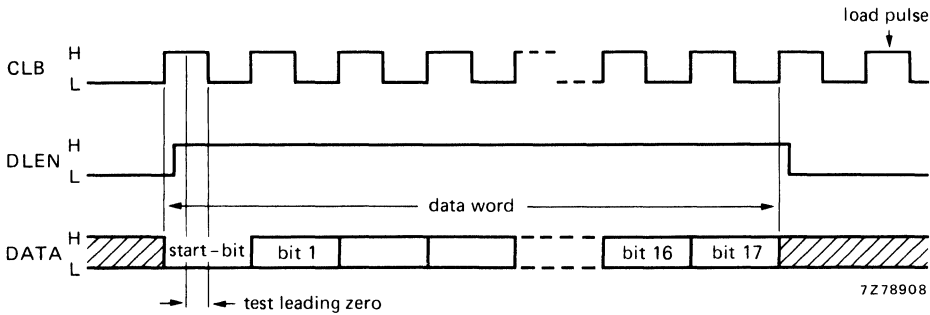 load pulse
CLB H
L
DLEN H
L
data word
DATA H
L
start-bit bit 1 bit 16 bit 17
test leading zero
7Z78908